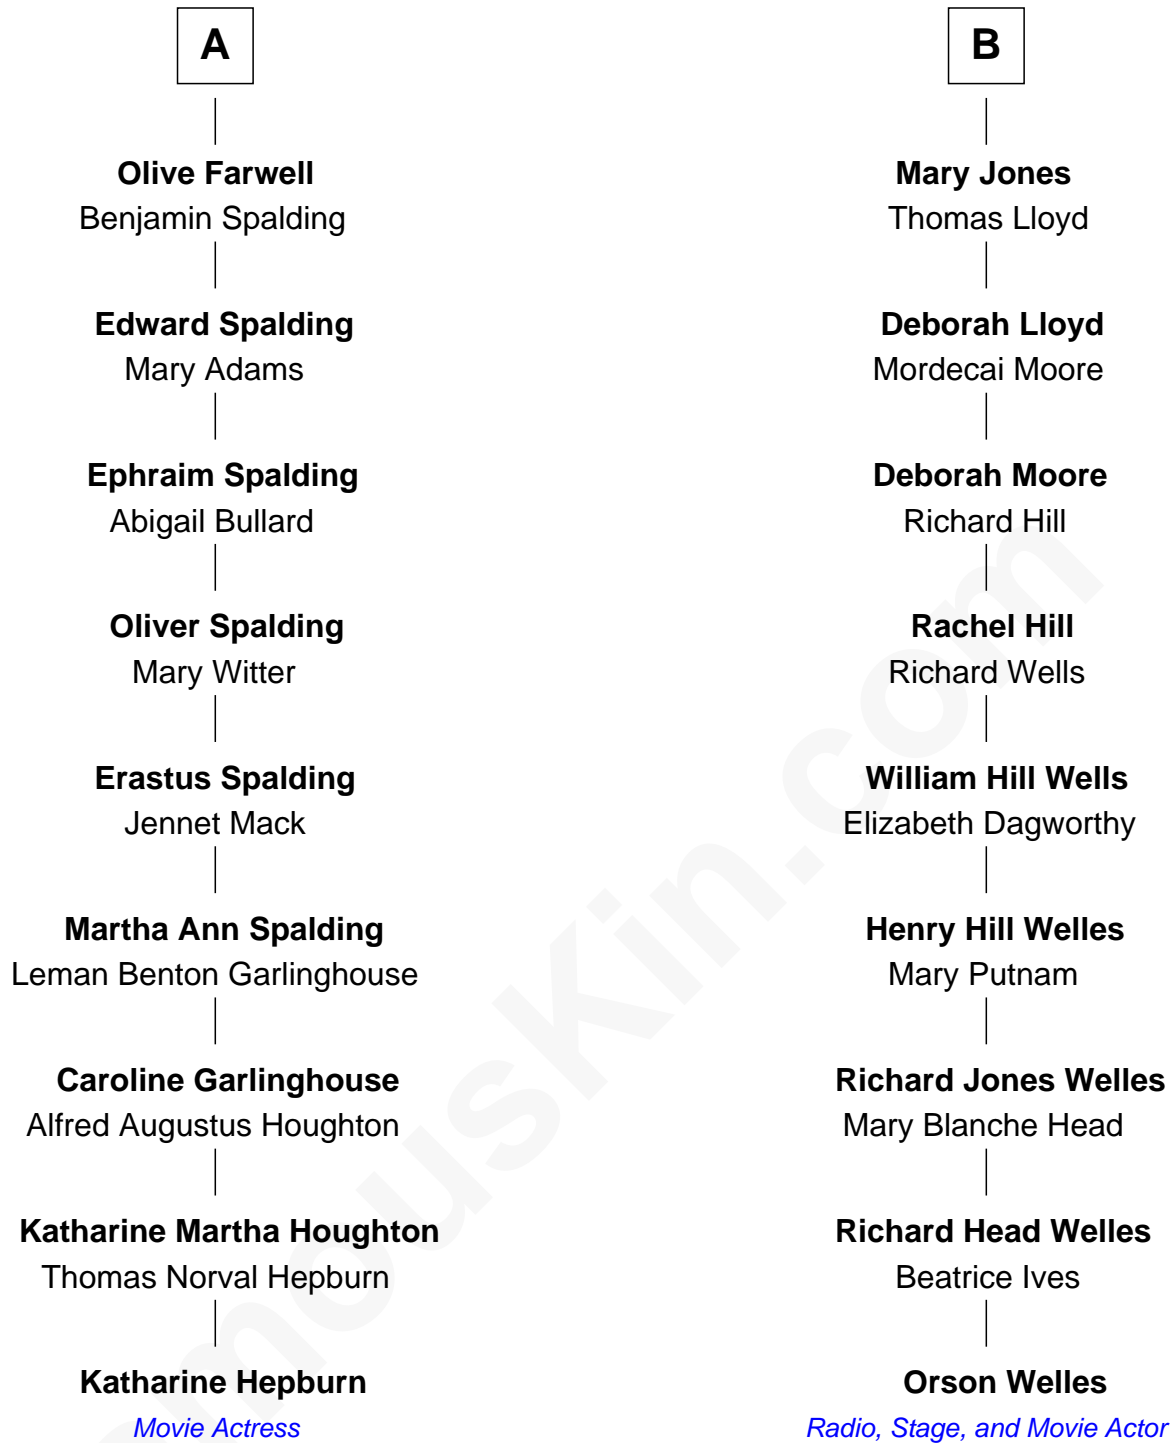 A
Olive Farwell
Benjamin Spalding
Edward Spalding
Mary Adams
Ephraim Spalding
Abigail Bullard
Oliver Spalding
Mary Witter
Erastus Spalding
Jennet Mack
Martha Ann Spalding
Leman Benton Garlinghouse
Caroline Garlinghouse
Alfred Augustus Houghton
Katharine Martha Houghton
Thomas Norval Hepburn
Katharine Hepburn
Movie Actress
B
Mary Jones
Thomas Lloyd
Deborah Lloyd
Mordecai Moore
Deborah Moore
Richard Hill
Rachel Hill
Richard Wells
William Hill Wells
Elizabeth Dagworthy
Henry Hill Welles
Mary Putnam
Richard Jones Welles
Mary Blanche Head
Richard Head Welles
Beatrice Ives
Orson Welles
Radio, Stage, and Movie Actor